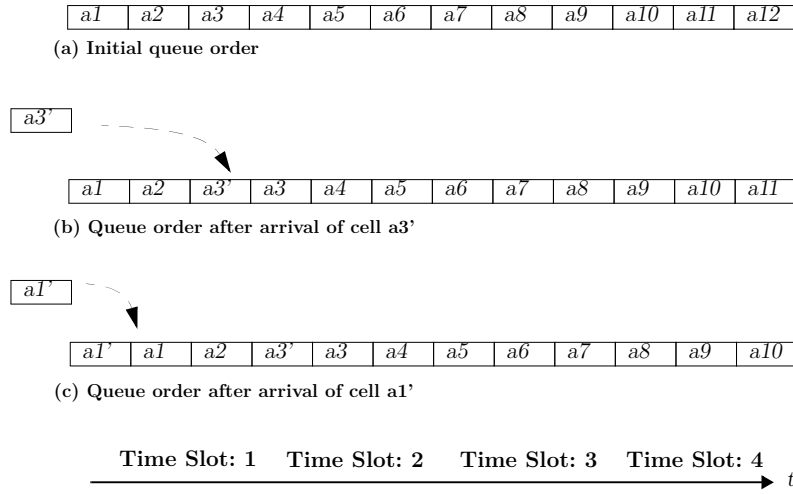 a1 a2 a3 a4 a5 a6 a7 a8 a9 a10 a11 a12
(a) Initial queue order
a3'
a1 a2 a3' a3 a4 a5 a6 a7 a8 a9 a10 a11
(b) Queue order after arrival of cell a3'
a1'
a1' a1 a2 a3' a3 a4 a5 a6 a7 a8 a9 a10
(c) Queue order after arrival of cell a1'
Time Slot: 1 Time Slot: 2 Time Slot: 3 Time Slot: 4
t